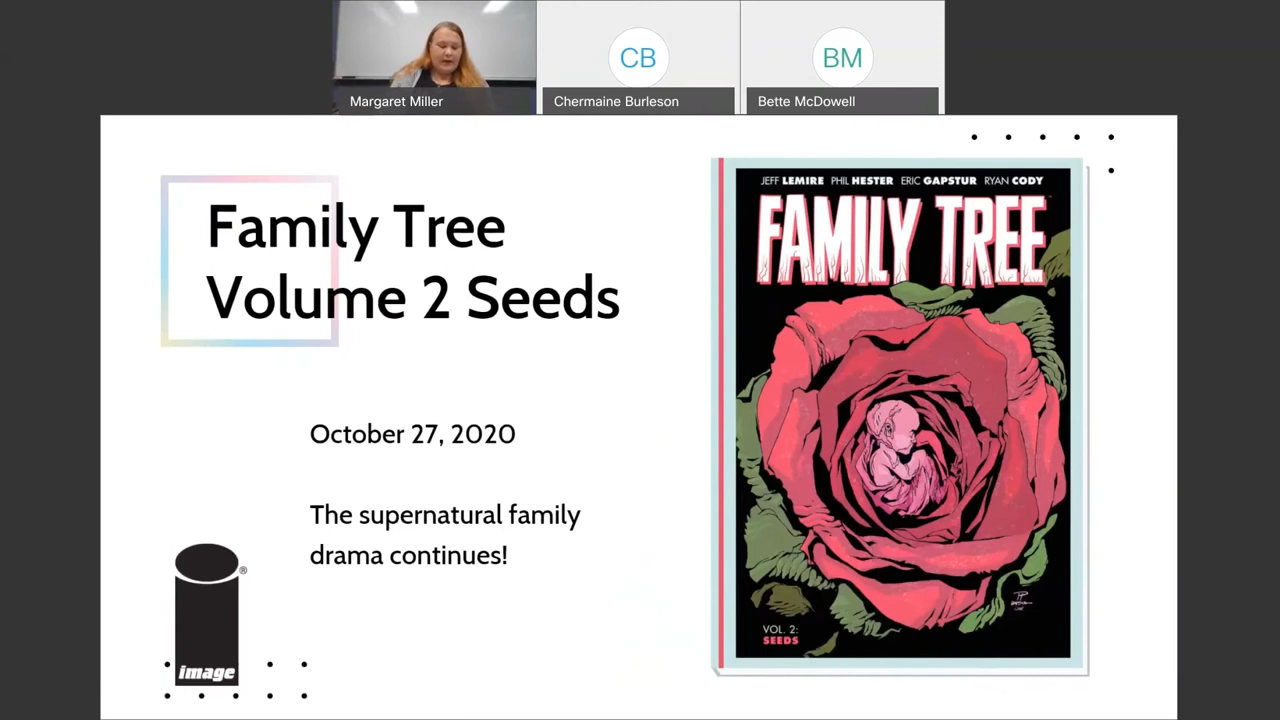 CB
BM
Margaret Miller
Chermaine Burleson
Bette McDowell
Family Tree
Volume 2 Seeds
October 27, 2020
The supernatural family
drama continues!
®
image
JEFF LEMIRE PHIL HESTER ERIC GAPSTUR RYAN CODY
FAMILY TREE
VOL. 2:
SEEDS